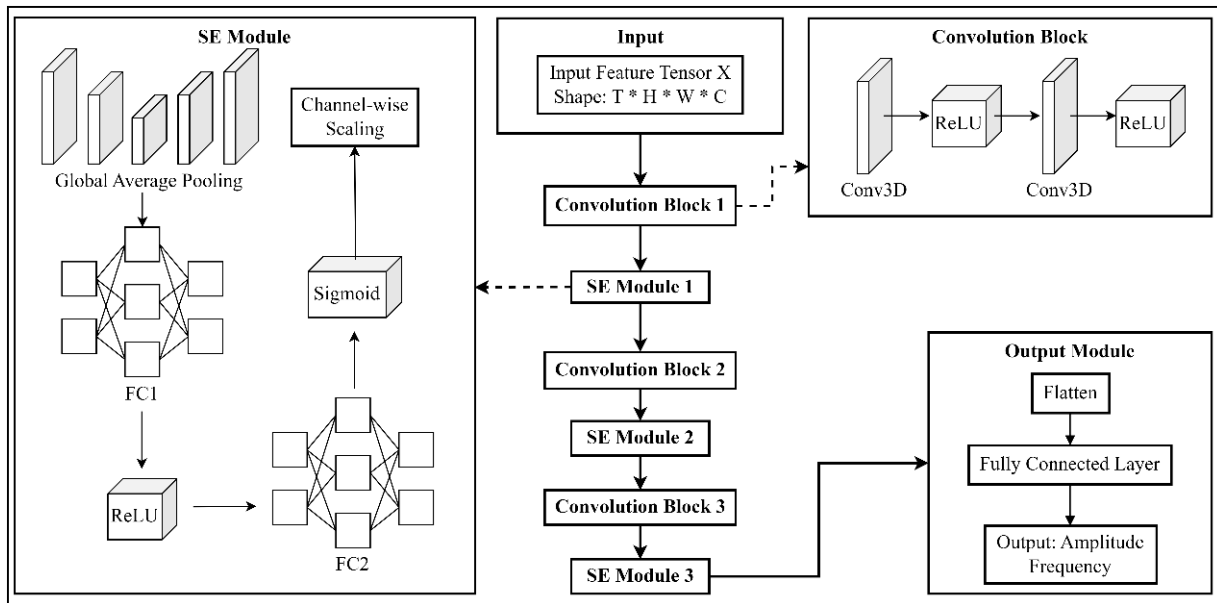 SE Module
Global Average Pooling
FC1
ReLU
FC2
Sigmoid
Channel-wise
Scaling
Input
Input Feature Tensor X
Shape: T * H * W * C
Convolution Block 1
SE Module 1
Convolution Block 2
SE Module 2
Convolution Block 3
SE Module 3
Convolution Block
Conv3D
ReLU
Conv3D
ReLU
Output Module
Flatten
Fully Connected Layer
Output: Amplitude
Frequency